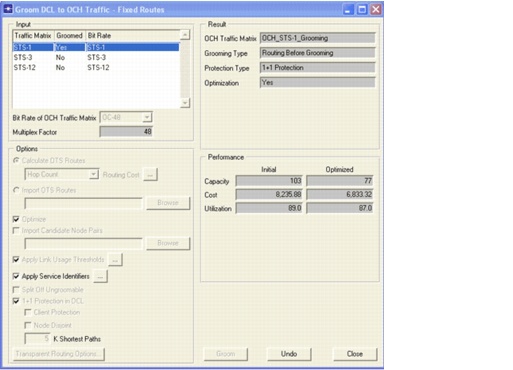 Groom DCL to OCH Traffic - Fixed Routes
Input
Traffic Matrix Groomed Bit Rate
STS-1 Yes STS-1
STS-3 No STS-3
STS-12 No STS-12
Bit Rate of OCH Traffic Matrix OC-48
Multiplex Factor 48
Options
Calculate DTS Routes
Hop Count Routing Cost ...
Import OTS Routes
Browse
Optimize
Import Candidate Node Pairs
Browse
Apply Link Usage Thresholds ...
Apply Service Identifiers ...
Split Off Ungroomable
1+1 Protection in DCL
Client Protection
Node Disjoint
5 K Shortest Paths
Transparent Routing Options...
Result
OCH Traffic Matrix OCH_STS-1_Grooming
Grooming Type Routing Before Grooming
Protection Type 1+1 Protection
Optimization Yes
Performance
Initial Optimized
Capacity 103 77
Cost 8,235.88 6,833.32
Utilization 89.0 87.0
Groom Undo Close